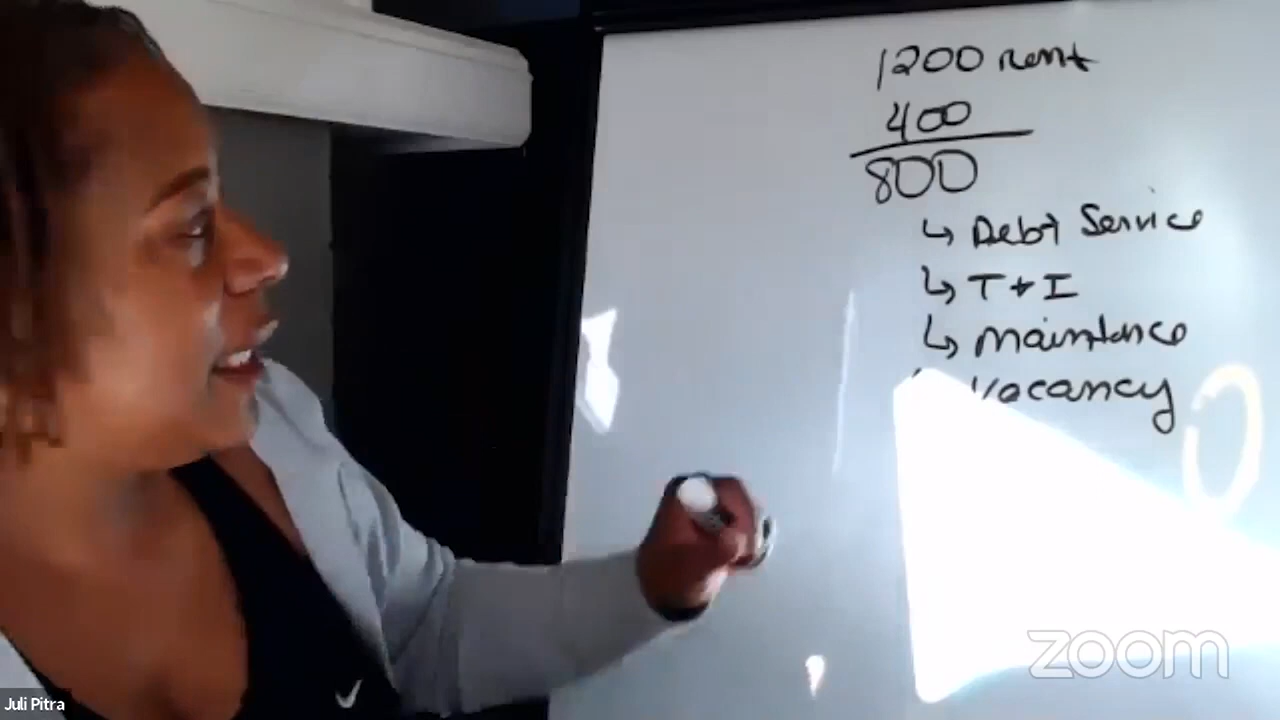 1200 rent
400
800
↳ Debt Service
↳ T + I
↳ maintance
vacancy
zoom
Juli Pitra